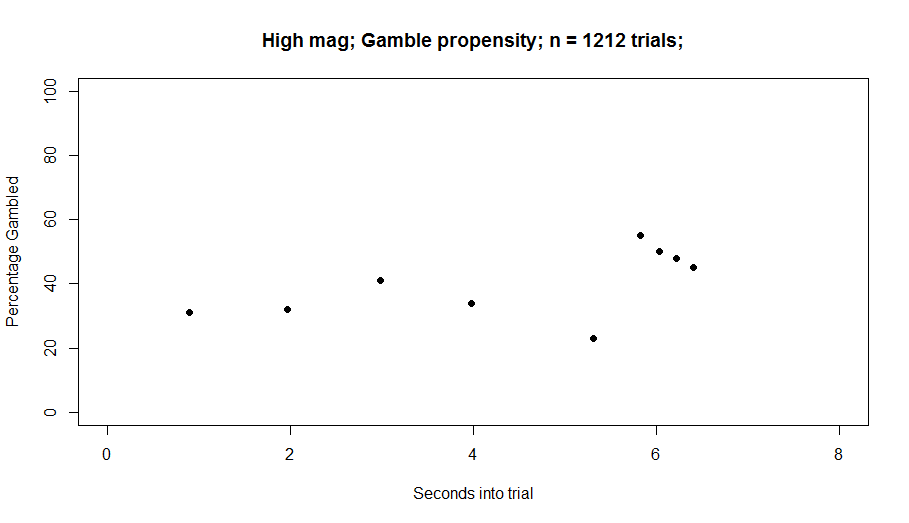 High mag; Gamble propensity; n = 1212 trials;
Percentage Gambled
100
80
60
40
20
0
0 2 4 6 8
Seconds into trial